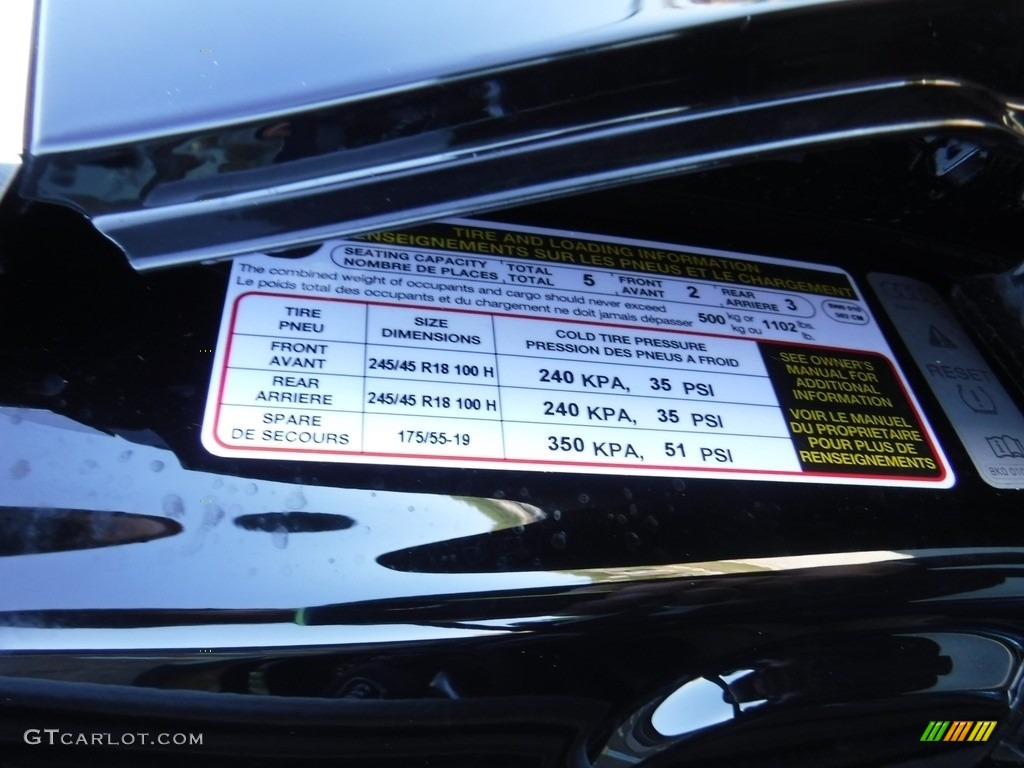 TIRE AND LOADING INFORMATION
RENSEIGNEMENTS SUR LES PNEUS ET LE CHARGEMENT
SEATING CAPACITY TOTAL 5 FRONT 2 REAR 3
NOMBRE DE PLACES, TOTAL AVANT ARRIERE
The combined weight of occupants and cargo should never exceed 500 kg or 1102 lbs.
Le poids total des occupants et du chargement ne doit jamais dépasser kg ou lb.
TIRE SIZE COLD TIRE PRESSURE
PNEU DIMENSIONS PRESSION DES PNEUS A FROID
FRONT
AVANT 245/45 R18 100 H 240 KPA, 35 PSI
REAR
ARRIERE 245/45 R18 100 H 240 KPA, 35 PSI
SPARE
DE SECOURS 175/55-19 350 KPA, 51 PSI
SEE OWNER'S
MANUAL FOR
ADDITIONAL
INFORMATION
VOIR LE MANUEL
DU PROPRIETAIRE
POUR PLUS DE
RENSEIGNEMENTS
RESET
GTCARLOT.COM